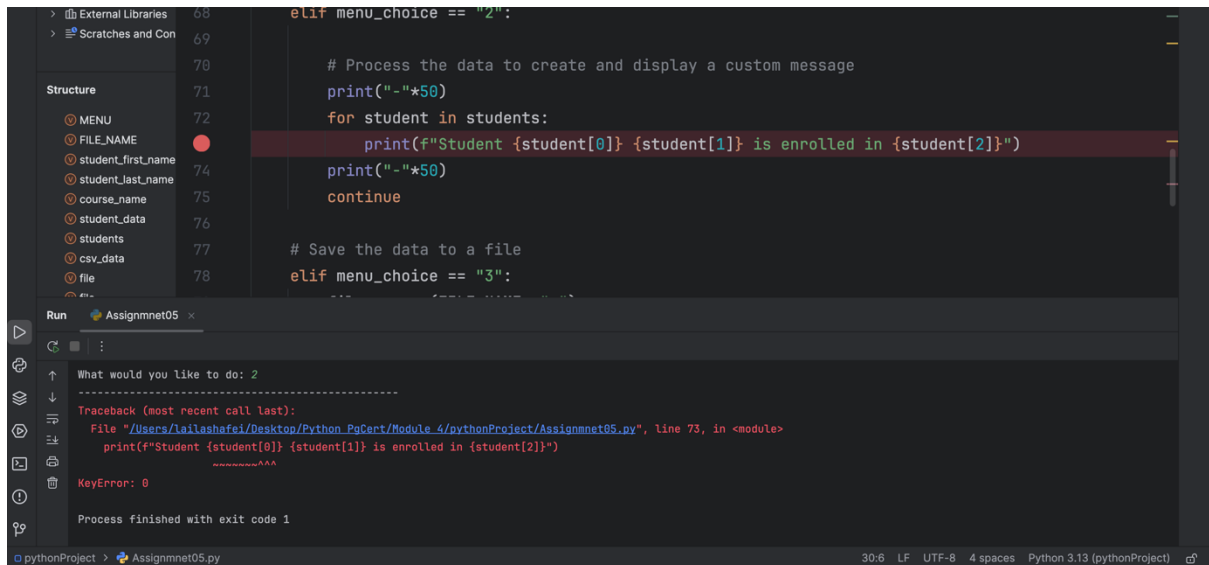 External Libraries
Scratches and Con
Structure
MENU
FILE_NAME
student_first_name
student_last_name
course_name
student_data
students
csv_data
file
68 elif menu_choice == "2":
69
70 # Process the data to create and display a custom message
71 print("-"*50)
72 for student in students:
print(f"Student {student[0]} {student[1]} is enrolled in {student[2]}")
74 print("-"*50)
75 continue
76
77 # Save the data to a file
78 elif menu_choice == "3":
Run Assignmnet05
What would you like to do: 2
--------------------------------------------------
Traceback (most recent call last):
File "/Users/lailashafei/Desktop/Python PgCert/Module 4/pythonProject/Assignmnet05.py", line 73, in <module>
print(f"Student {student[0]} {student[1]} is enrolled in {student[2]}")
~~~~~~~^^^
KeyError: 0
Process finished with exit code 1
pythonProject > Assignmnet05.py 30:6 LF UTF-8 4 spaces Python 3.13 (pythonProject)